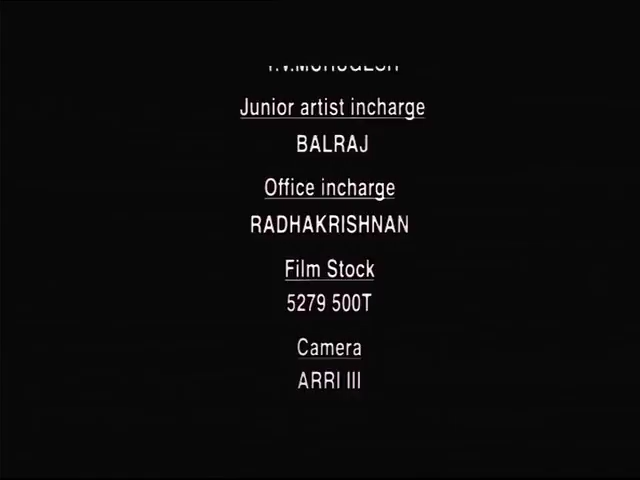 Junior artist incharge
BALRAJ
Office incharge
RADHAKRISHNAN
Film Stock
5279 500T
Camera
ARRI III